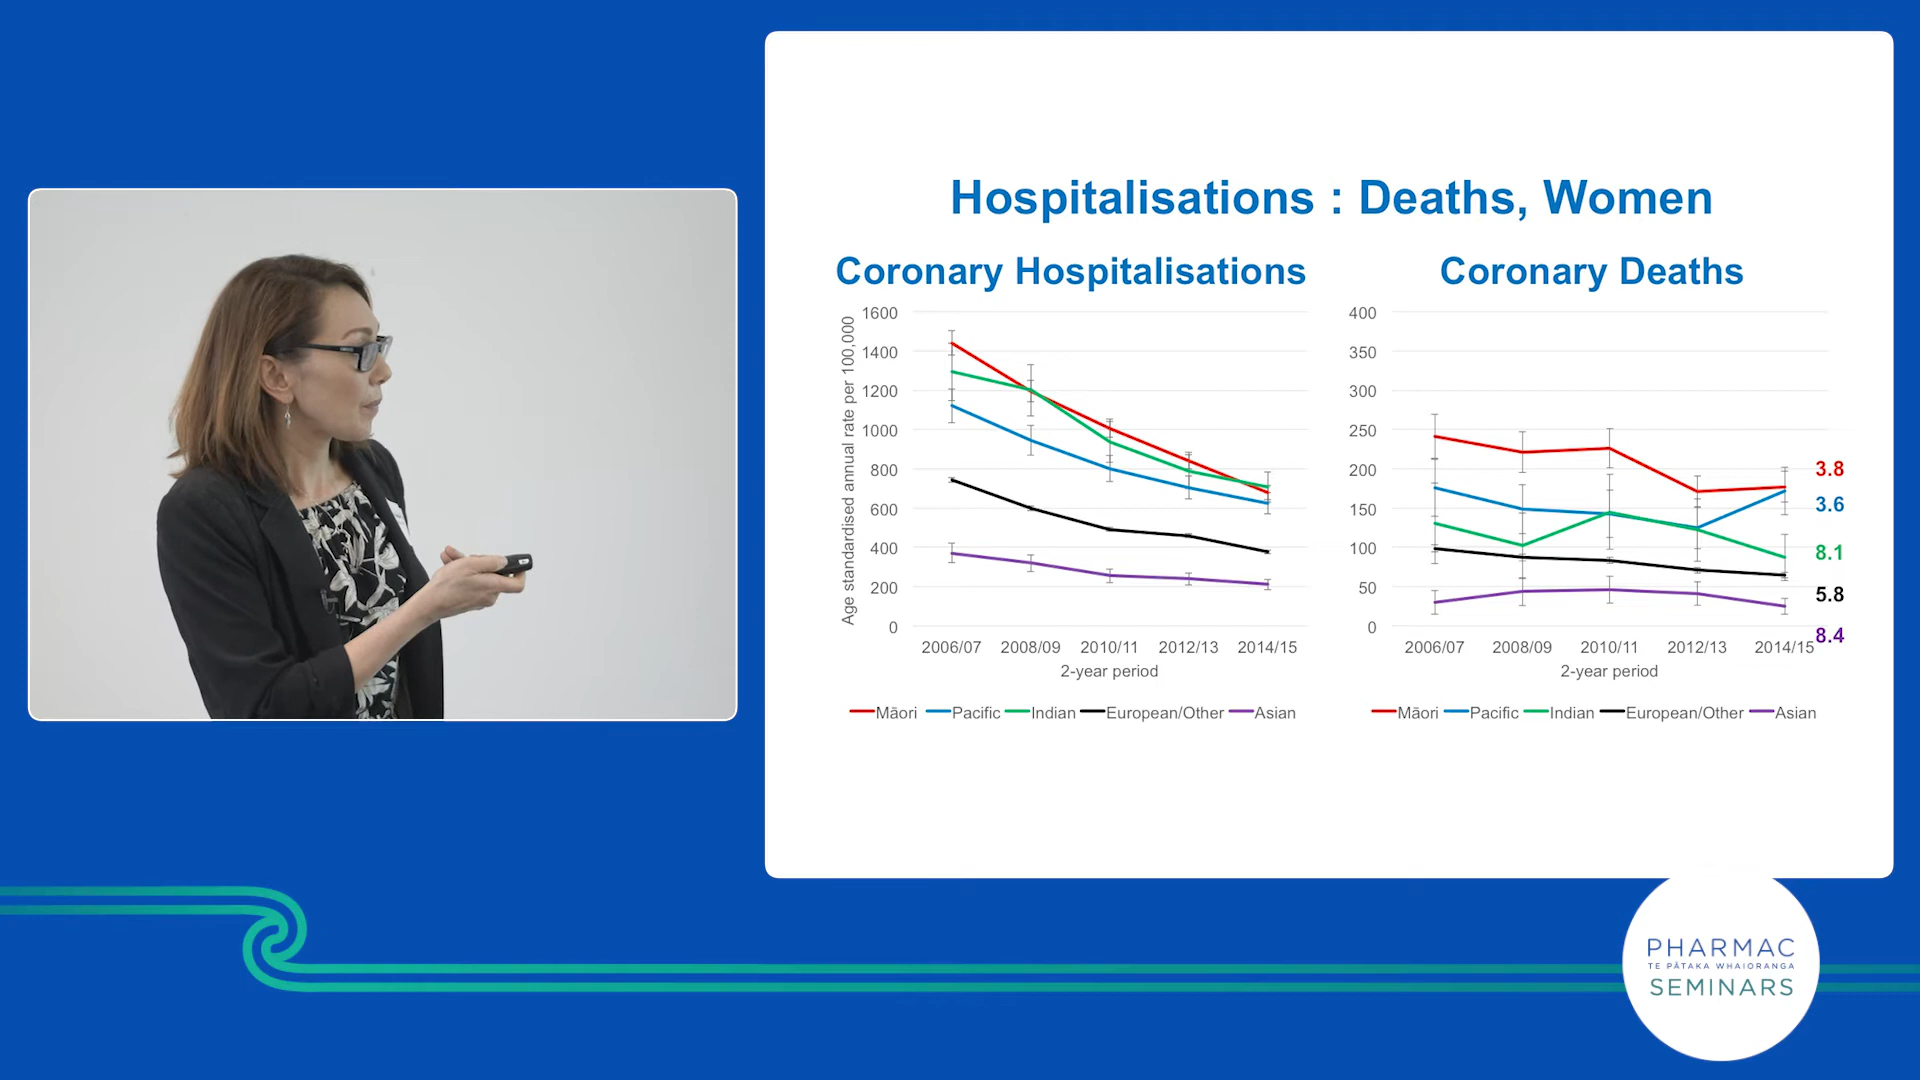 Hospitalisations : Deaths, Women
Coronary Hospitalisations
Age standardised annual rate per 100,000
1600
1400
1200
1000
800
600
400
200
0
2006/07 2008/09 2010/11 2012/13 2014/15
2-year period
Māori Pacific Indian European/Other Asian
Coronary Deaths
400
350
300
250
200
150
100
50
0
3.8
3.6
8.1
5.8
8.4
2006/07 2008/09 2010/11 2012/13 2014/15
2-year period
Māori Pacific Indian European/Other Asian
PHARMAC
TE PĀTAKA WHAIORANGA
SEMINARS